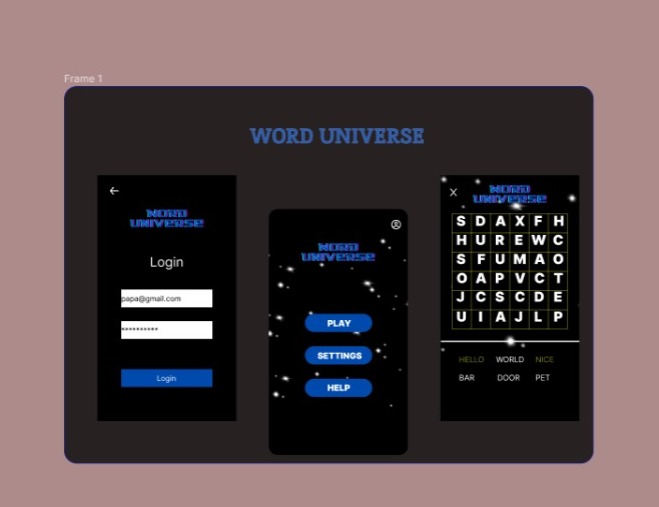 Frame 1
WORD UNIVERSE
WORD
UNIVERSE
Login
papa@gmail.com
**********
Login
WORD
UNIVERSE
PLAY
SETTINGS
HELP
X
WORD
UNIVERSE
S D A X F H
H U R E W C
S F U M A O
O A P V C T
J C S C D E
U I A J L P
HELLO WORLD NICE
BAR DOOR PET